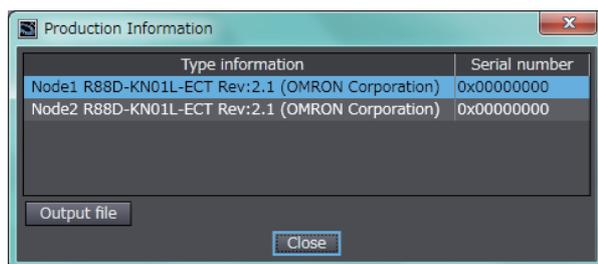 Production Information
Type information Serial number
Node1 R88D-KN01L-ECT Rev:2.1 (OMRON Corporation) 0x00000000
Node2 R88D-KN01L-ECT Rev:2.1 (OMRON Corporation) 0x00000000
Output file
Close